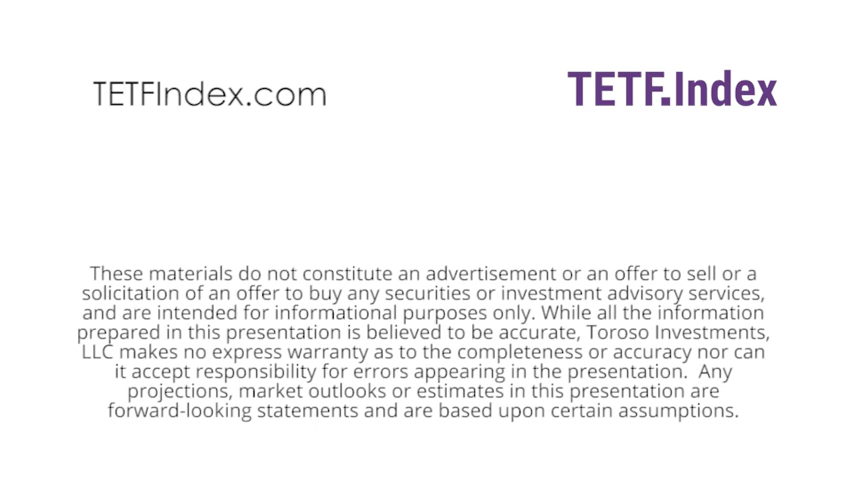 TETFIndex.com
TETF.Index
These materials do not constitute an advertisement or an offer to sell or a
solicitation of an offer to buy any securities or investment advisory services,
and are intended for informational purposes only. While all the information
prepared in this presentation is believed to be accurate, Toroso Investments,
LLC makes no express warranty as to the completeness or accuracy nor can
it accept responsibility for errors appearing in the presentation.  Any
projections, market outlooks or estimates in this presentation are
forward-looking statements and are based upon certain assumptions.